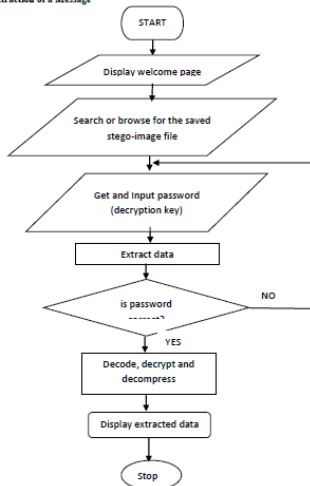 of a Message
START
Display welcome page
Search or browse for the saved
stego-image file
Get and Input password
(decryption key)
Extract data
is password
NO
YES
Decode, decrypt and
decompress
Display extracted data
Stop